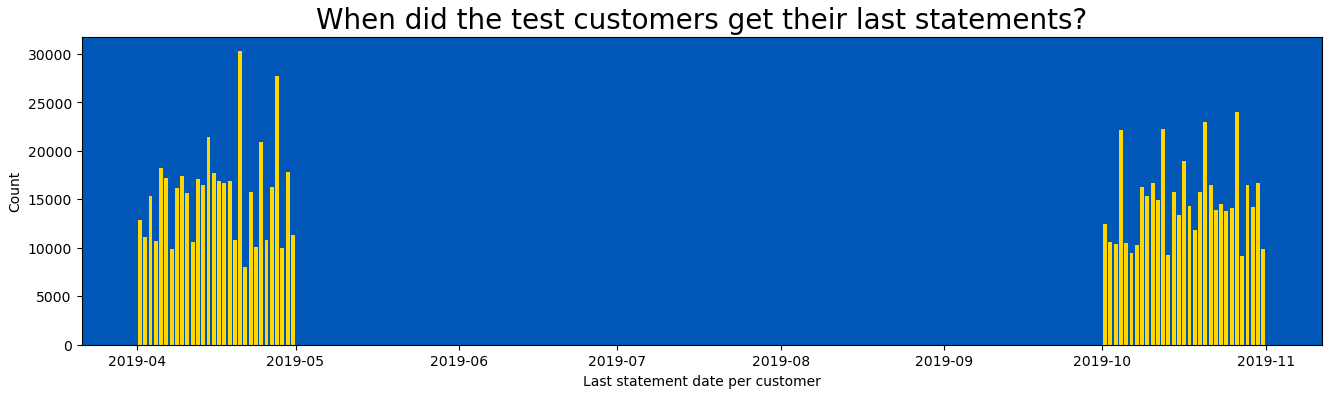 When did the test customers get their last statements?
30000
25000
20000
15000
10000
5000
0
Count
2019-04 2019-05 2019-06 2019-07 2019-08 2019-09 2019-10 2019-11
Last statement date per customer